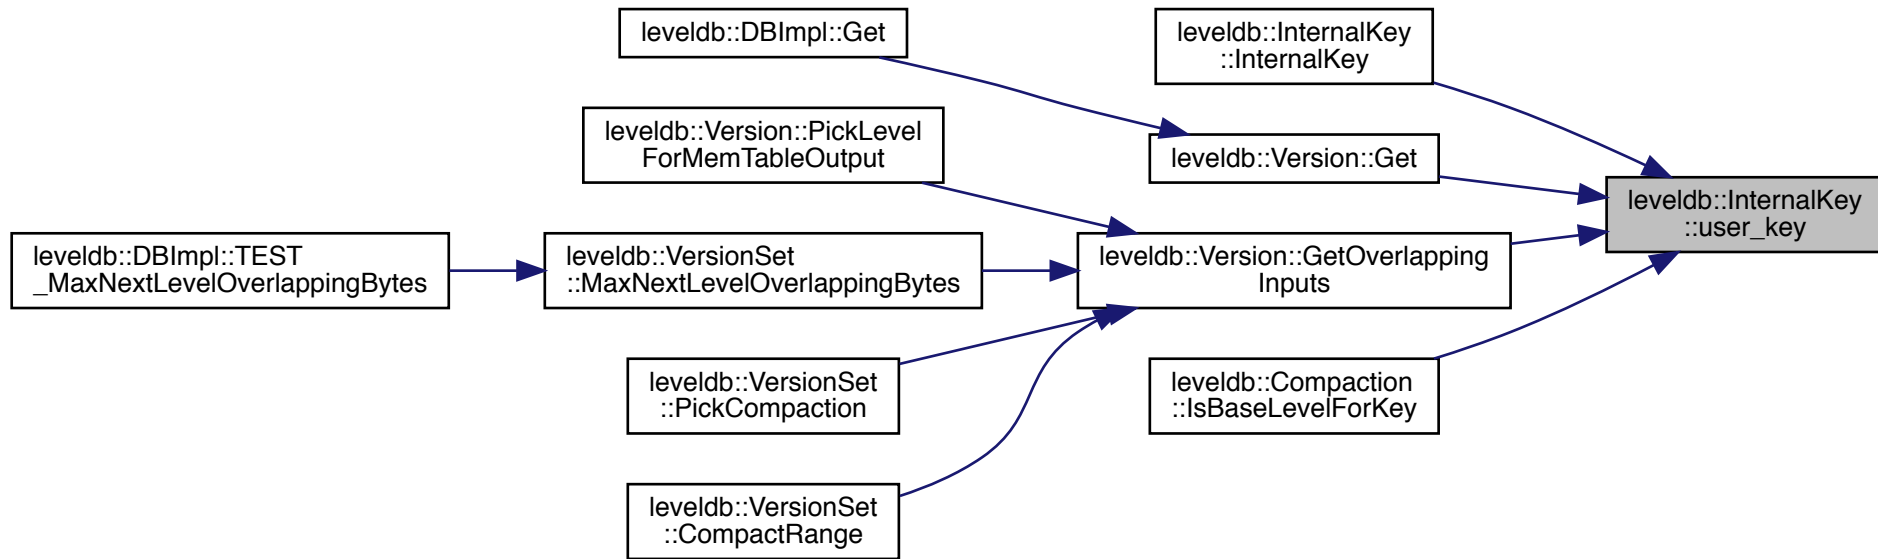 leveldb::DBImpl::Get
leveldb::InternalKey
::InternalKey
leveldb::Version::PickLevel
ForMemTableOutput
leveldb::Version::Get
leveldb::InternalKey
::user_key
leveldb::DBImpl::TEST
_MaxNextLevelOverlappingBytes
leveldb::VersionSet
::MaxNextLevelOverlappingBytes
leveldb::Version::GetOverlapping
Inputs
leveldb::VersionSet
::PickCompaction
leveldb::Compaction
::IsBaseLevelForKey
leveldb::VersionSet
::CompactRange